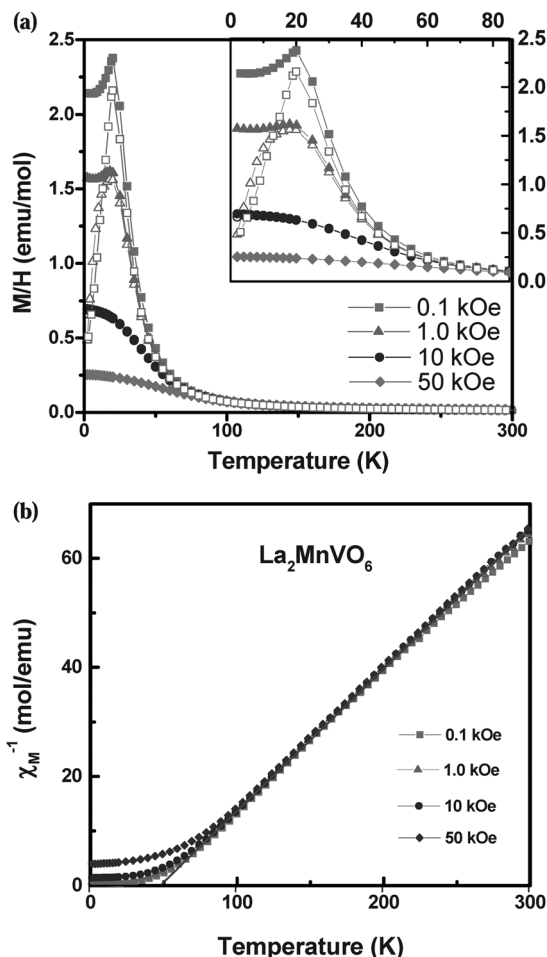 (a)
0 20 40 60 80
2.5
2.0
1.5
1.0
0.5
0.0
2.5
2.0
1.5
1.0
0.5
0.0
M/H (emu/mol)
0.1 kOe
1.0 kOe
10 kOe
50 kOe
0 100 200 300
Temperature (K)
(b)
La₂MnVO₆
60
40
20
0
χM⁻¹ (mol/emu)
0.1 kOe
1.0 kOe
10 kOe
50 kOe
0 100 200 300
Temperature (K)